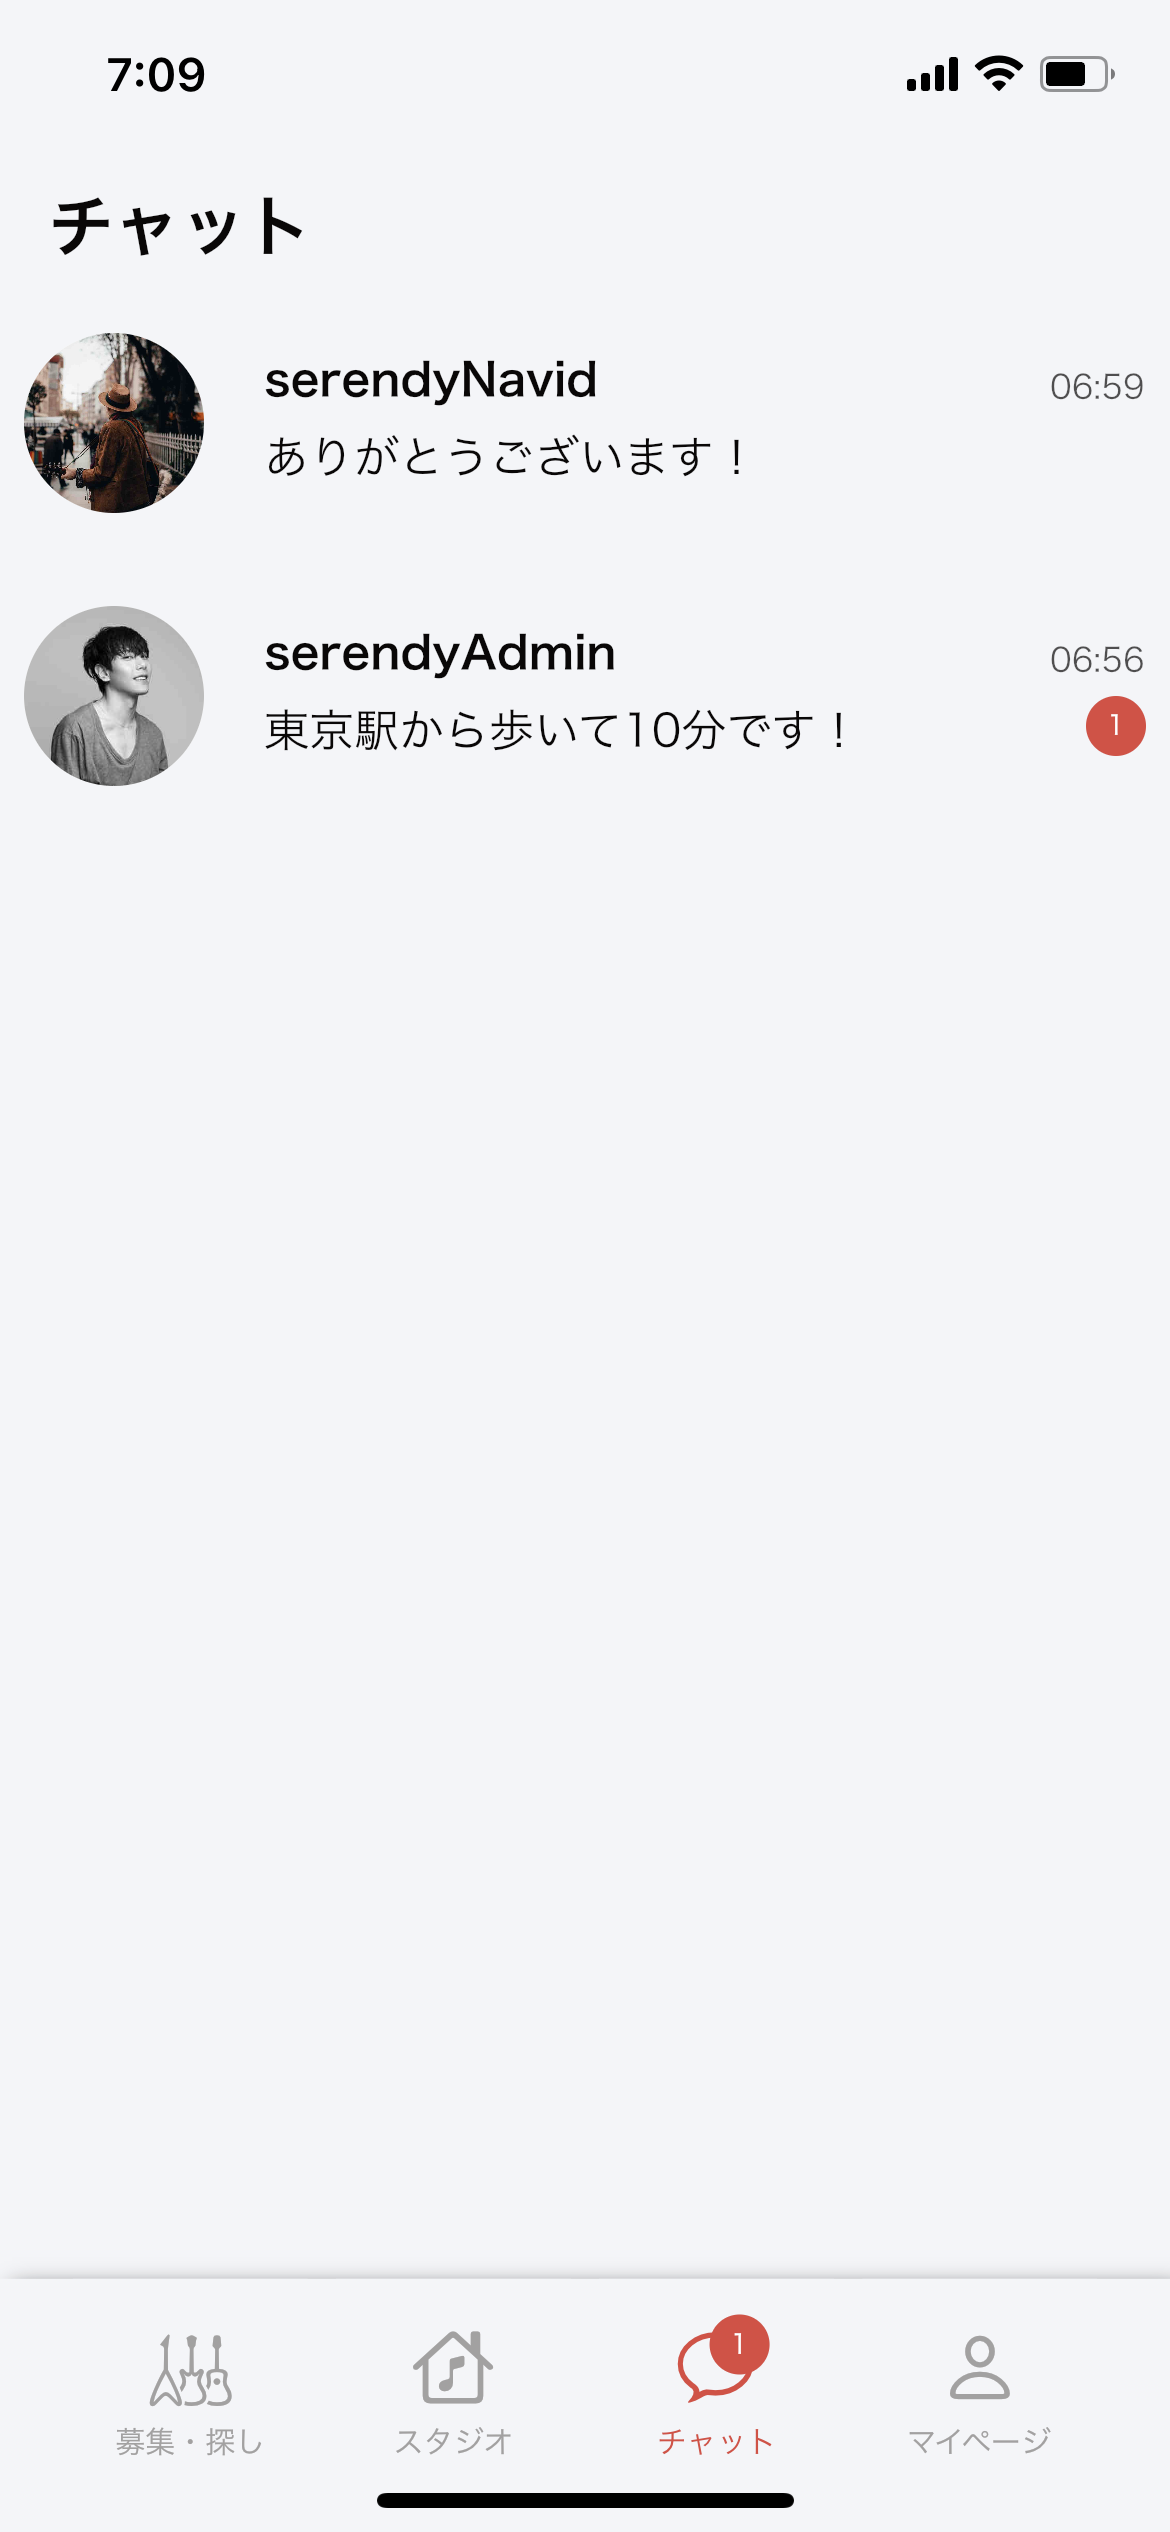 7:09
チャット
serendyNavid
06:59
ありがとうございます！
serendyAdmin
06:56
東京駅から歩いて10分です！
1
1
募集・探し
スタジオ
チャット
マイページ